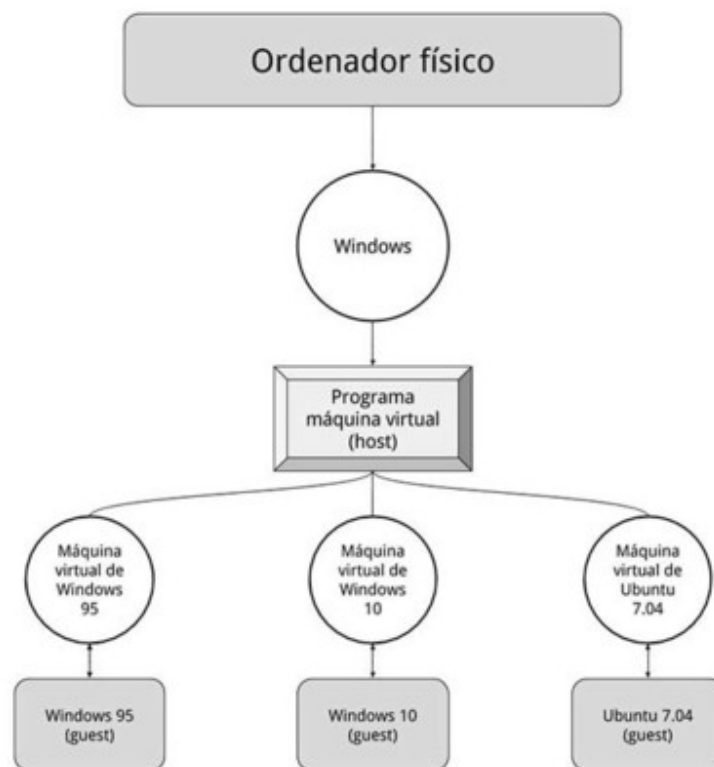 Ordenador físico
Windows
Programa
máquina virtual
(host)
Máquina
virtual de
Windows
95
Máquina
virtual de
Windows
10
Máquina
virtual de
Ubuntu
7.04
Windows 95
(guest)
Windows 10
(guest)
Ubuntu 7.04
(guest)